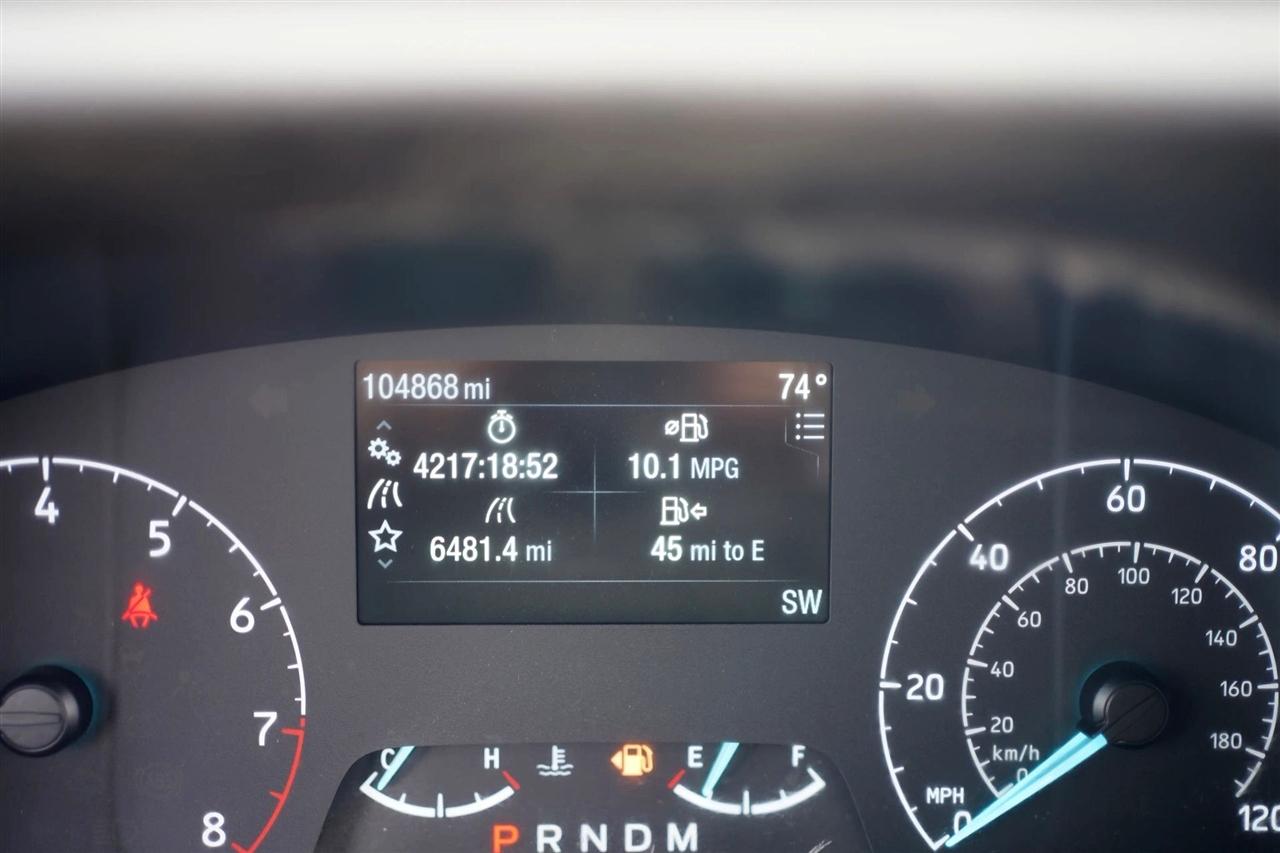 104868 mi 74°
4217:18:52 10.1 MPG
6481.4 mi 45 mi to E
SW
4
5
6
7
8
C H E F
P R N D M
0 20 40 60 80 120
MPH
km/h
0 20 40 60 80 100 120 140 160 180